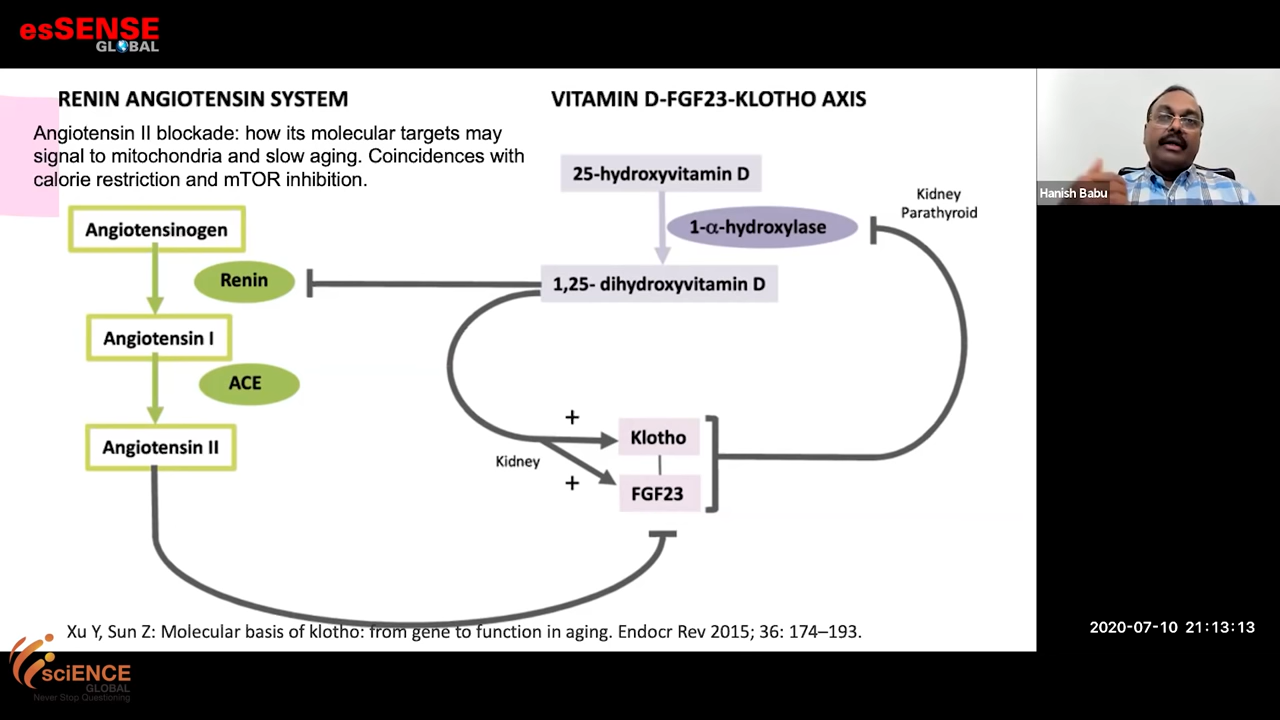 esSENSE
GLOBAL
RENIN ANGIOTENSIN SYSTEM
Angiotensin II blockade: how its molecular targets may
signal to mitochondria and slow aging. Coincidences with
calorie restriction and mTOR inhibition.
Angiotensinogen
Renin
Angiotensin I
ACE
Angiotensin II
VITAMIN D-FGF23-KLOTHO AXIS
25-hydroxyvitamin D
1-α-hydroxylase
Kidney
Parathyroid
1,25- dihydroxyvitamin D
+
Klotho
Kidney
+
FGF23
Xu Y, Sun Z: Molecular basis of klotho: from gene to function in aging. Endocr Rev 2015; 36: 174–193.
Hanish Babu
2020-07-10 21:13:13
sciENCE
GLOBAL
Never Stop Questioning